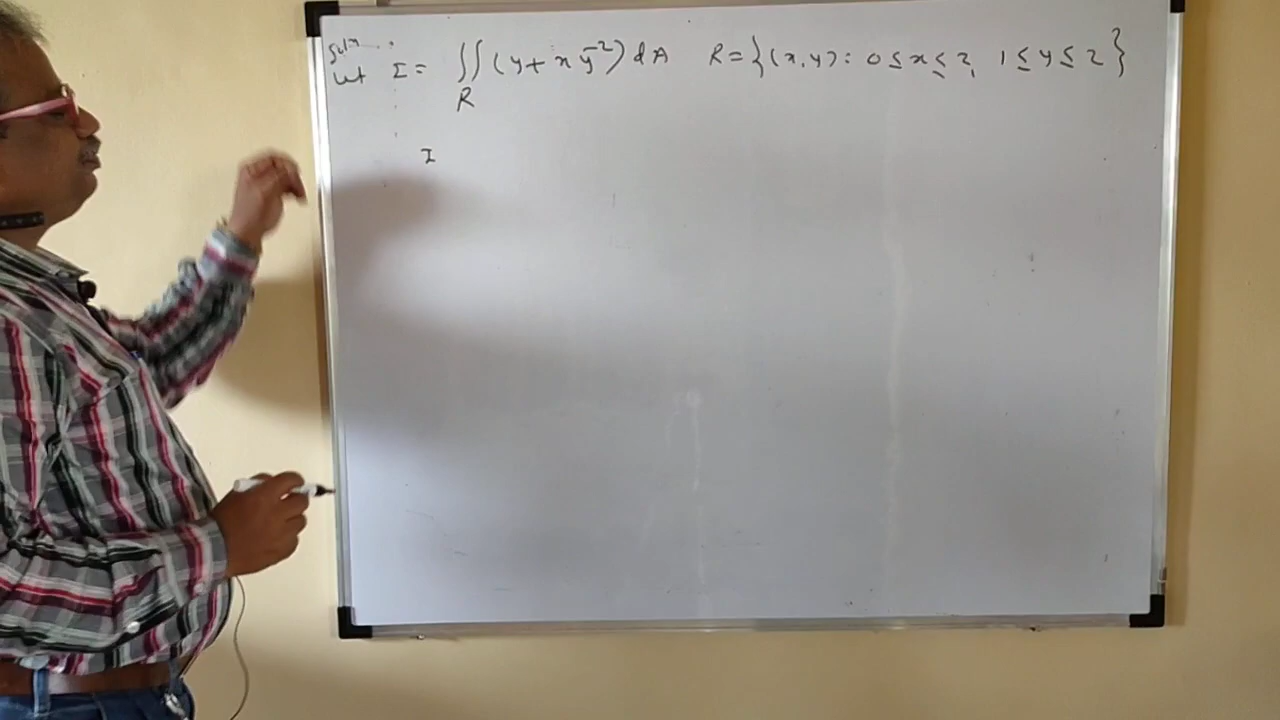 Soln
Let I = ∬ (y + x y⁻²) dA R = {(x, y) : 0 ≤ x ≤ 2, 1 ≤ y ≤ 2}
R
I